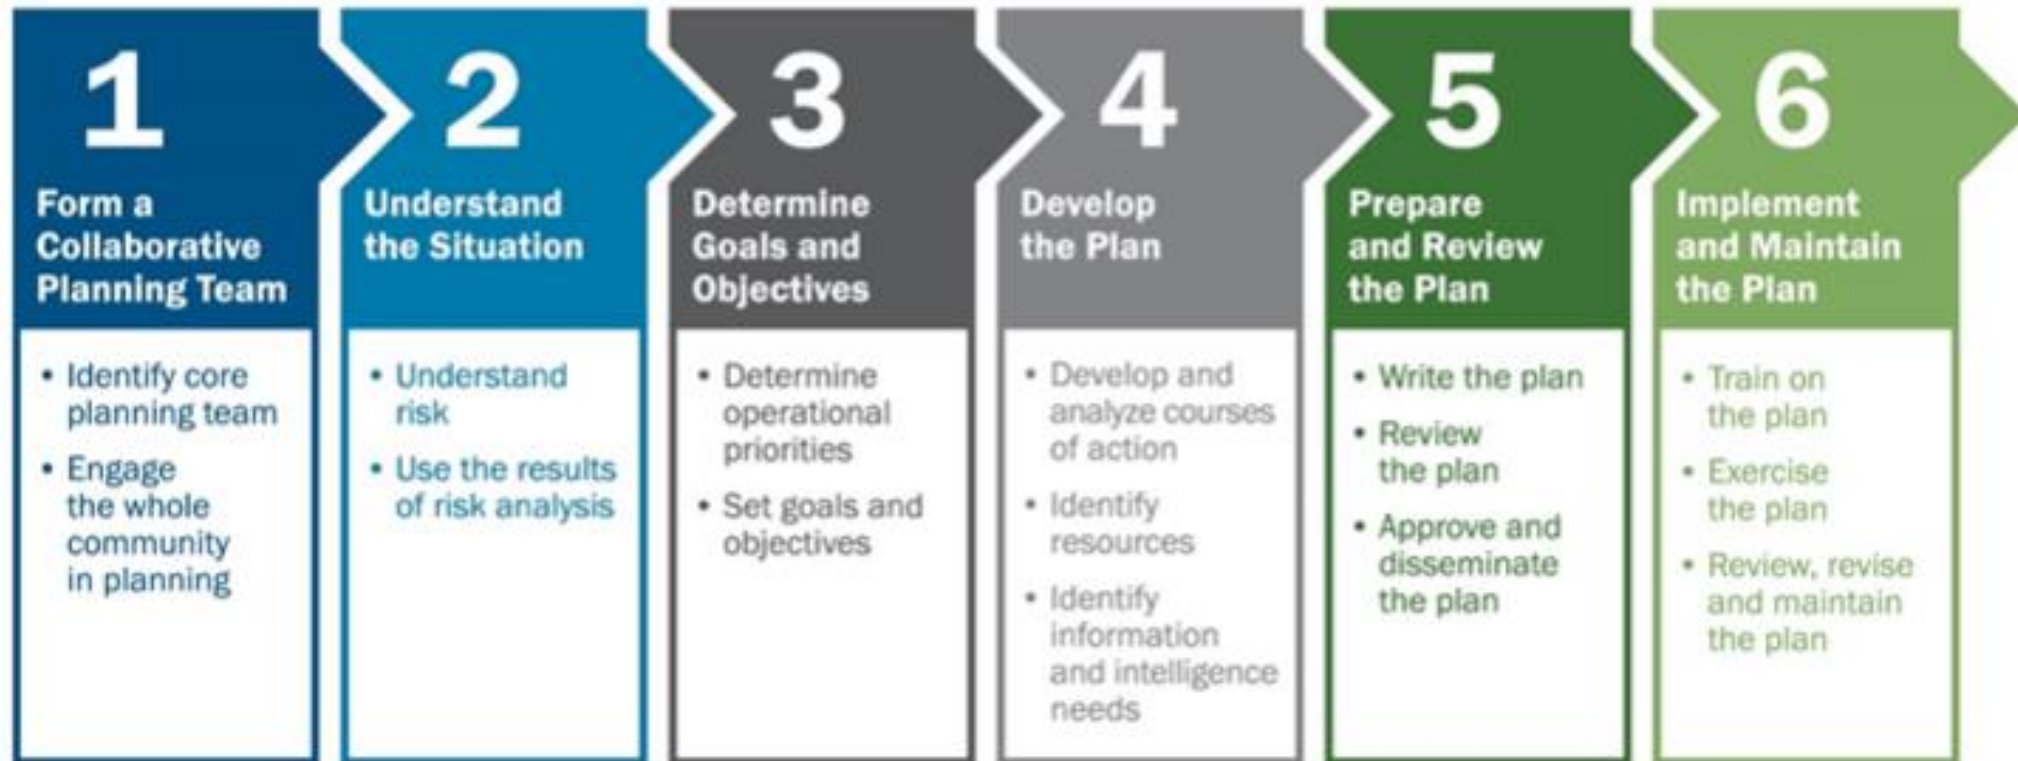 1
Form a
Collaborative
Planning Team
• Identify core
planning team
• Engage
the whole
community
in planning
2
Understand
the Situation
• Understand
risk
• Use the results
of risk analysis
3
Determine
Goals and
Objectives
• Determine
operational
priorities
• Set goals and
objectives
4
Develop
the Plan
• Develop and
analyze courses
of action
• Identify
resources
• Identify
information
and intelligence
needs
5
Prepare
and Review
the Plan
• Write the plan
• Review
the plan
• Approve and
disseminate
the plan
6
Implement
and Maintain
the Plan
• Train on
the plan
• Exercise
the plan
• Review, revise
and maintain
the plan